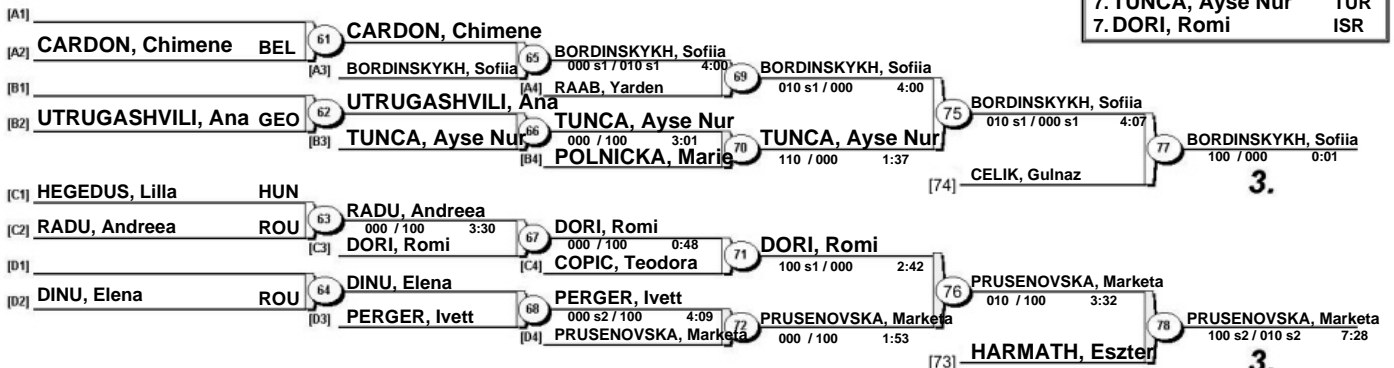 7. TUNCA, Ayse Nur TUR
7. DORI, Romi ISR
[A1]
[A2] CARDON, Chimene BEL
61
CARDON, Chimene
[A3] BORDINSKYKH, Sofiia
65
BORDINSKYKH, Sofiia
000 s1 / 010 s1 4:00
[A4] RAAB, Yarden
69
BORDINSKYKH, Sofiia
010 s1 / 000 4:00
[B1]
[B2] UTRUGASHVILI, Ana GEO
62
UTRUGASHVILI, Ana
[B3] TUNCA, Ayse Nur
66
TUNCA, Ayse Nur
000 / 100 3:01
[B4] POLNICKA, Marie
70
TUNCA, Ayse Nur
110 / 000 1:37
75
BORDINSKYKH, Sofiia
010 s1 / 000 s1 4:07
[74] CELIK, Gulnaz
77
BORDINSKYKH, Sofiia
100 / 000 0:01
3.
[C1] HEGEDUS, Lilla HUN
[C2] RADU, Andreea ROU
63
RADU, Andreea
000 / 100 3:30
[C3] DORI, Romi
67
DORI, Romi
000 / 100 0:48
[C4] COPIC, Teodora
71
DORI, Romi
100 s1 / 000 2:42
[D1]
[D2] DINU, Elena ROU
64
DINU, Elena
[D3] PERGER, Ivett
68
PERGER, Ivett
000 s2 / 100 4:09
[D4] PRUSENOVSKA, Marketa
72
PRUSENOVSKA, Marketa
000 / 100 1:53
76
PRUSENOVSKA, Marketa
010 / 100 3:32
[73] HARMATH, Eszter
78
PRUSENOVSKA, Marketa
100 s2 / 010 s2 7:28
3.